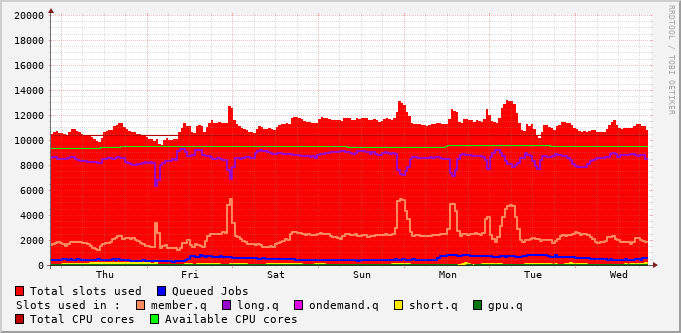 20000
18000
16000
14000
12000
10000
8000
6000
4000
2000
0
Thu Fri Sat Sun Mon Tue Wed
RRDTOOL / TOBI OETIKER
Total slots used Queued Jobs
Slots used in : member.q long.q ondemand.q short.q gpu.q
Total CPU cores Available CPU cores